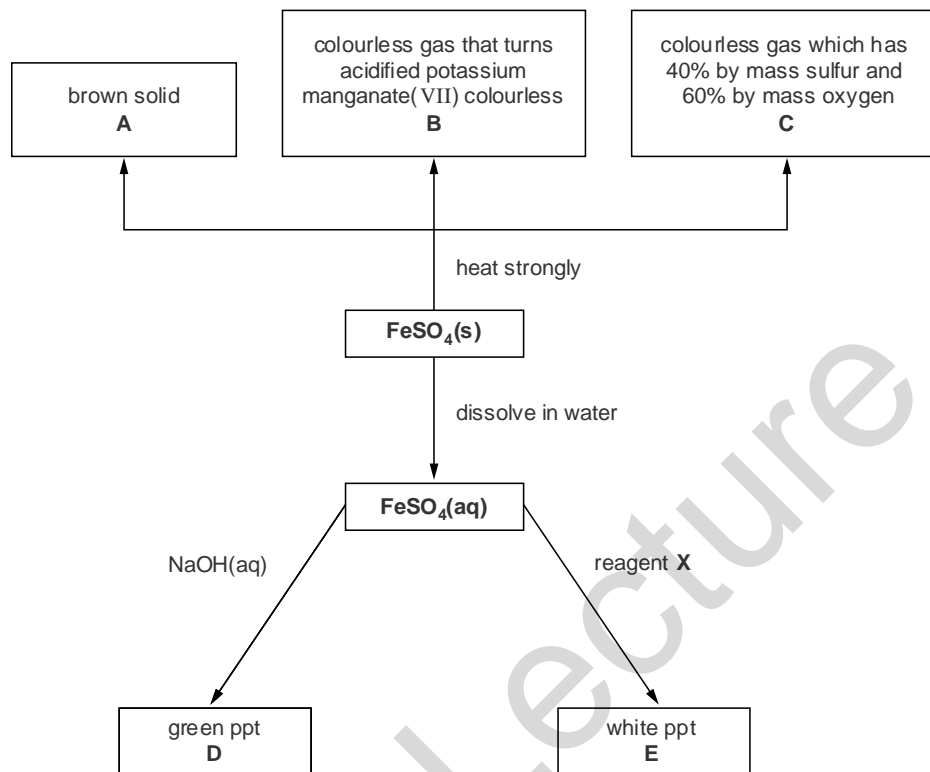 brown solid
A
colourless gas that turns
acidified potassium
manganate(VII) colourless
B
colourless gas which has
40% by mass sulfur and
60% by mass oxygen
C
heat strongly
FeSO₄(s)
dissolve in water
FeSO₄(aq)
NaOH(aq)
reagent X
green ppt
D
white ppt
E
Lecture